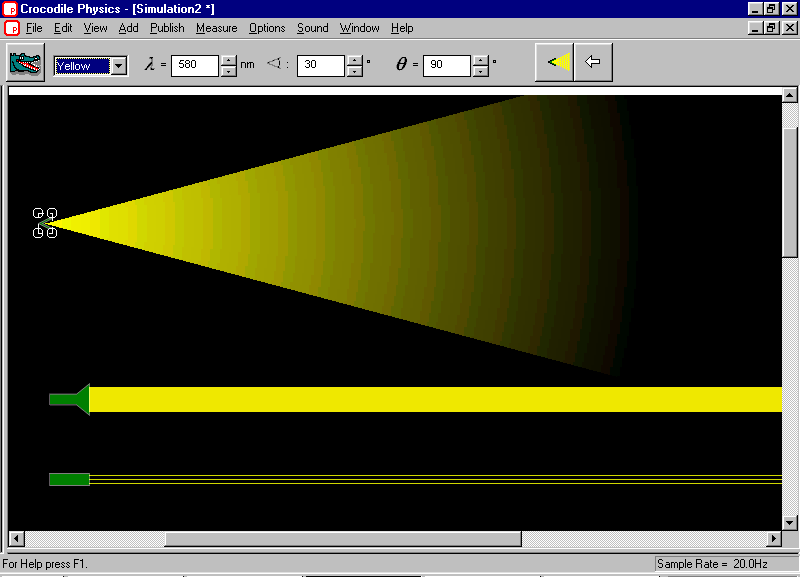 Crocodile Physics - [Simulation2 *]
File Edit View Add Publish Measure Options Sound Window Help
Yellow λ = 580 nm ∢ : 30 ° θ = 90 °
For Help press F1. Sample Rate = 20.0Hz